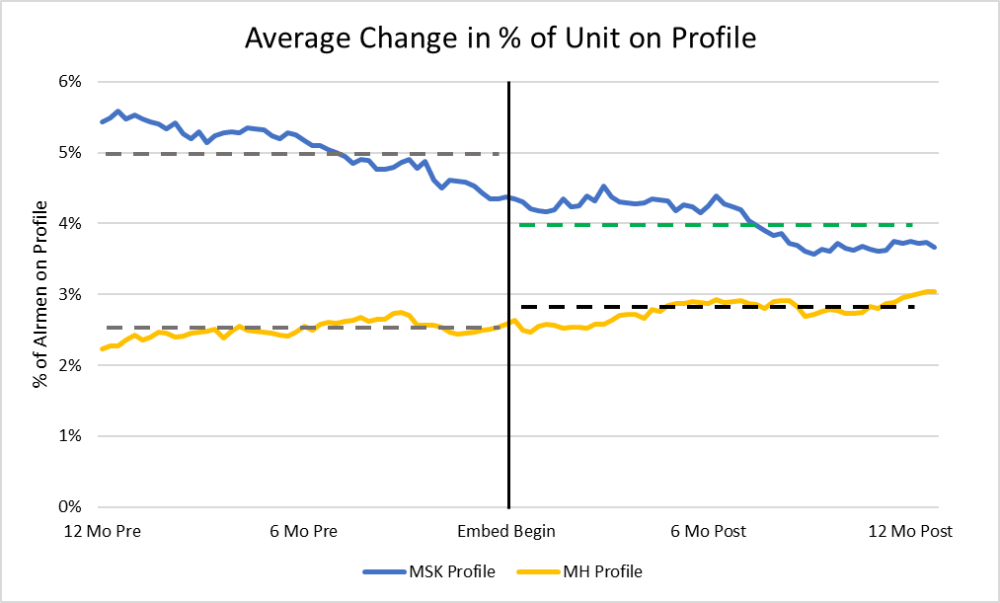 Average Change in % of Unit on Profile
% of Airmen on Profile
6%
5%
4%
3%
2%
1%
0%
12 Mo Pre
6 Mo Pre
Embed Begin
6 Mo Post
12 Mo Post
MSK Profile
MH Profile